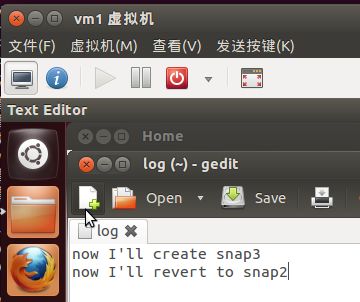 vm1 虚拟机
文件(F) 虚拟机(M) 查看(V) 发送按键(K)
Text Editor
Home
log (~) - gedit
Open Save
log
now I'll create snap3
now I'll revert to snap2